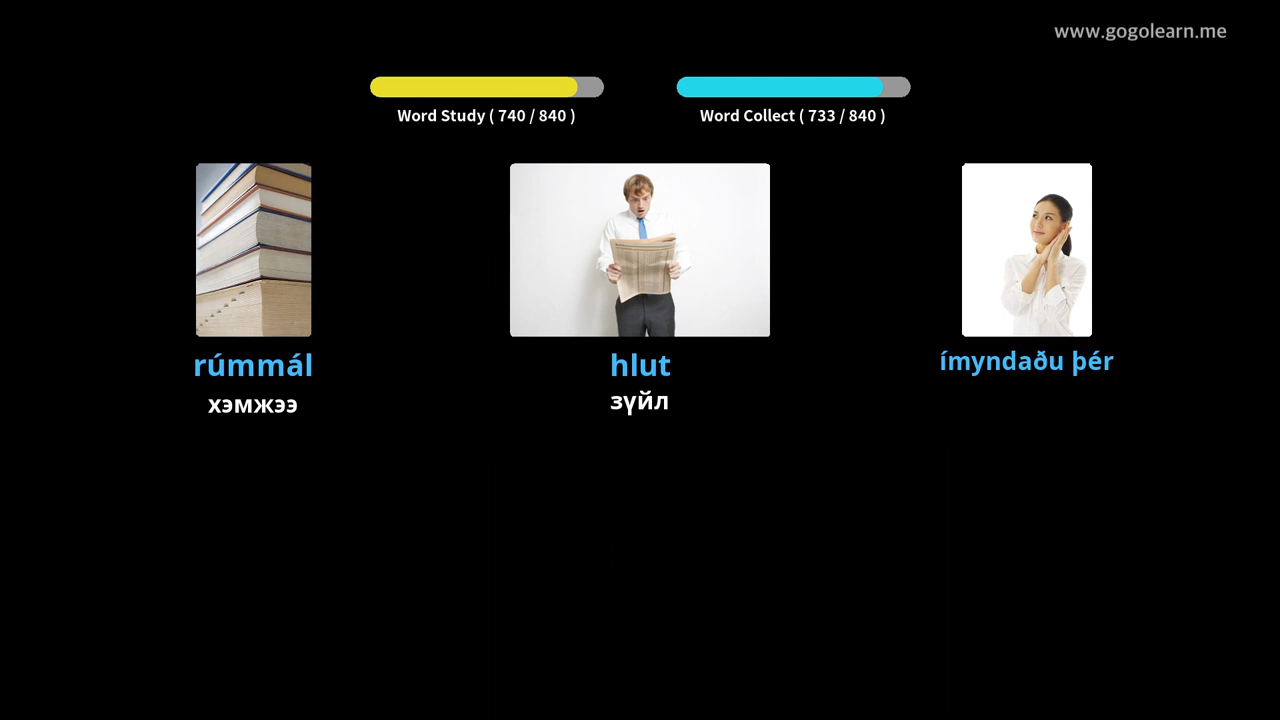 www.gogolearn.me
Word Study ( 740 / 840 )
Word Collect ( 733 / 840 )
rúmmál
хэмжээ
hlut
зүйл
ímyndaðu þér